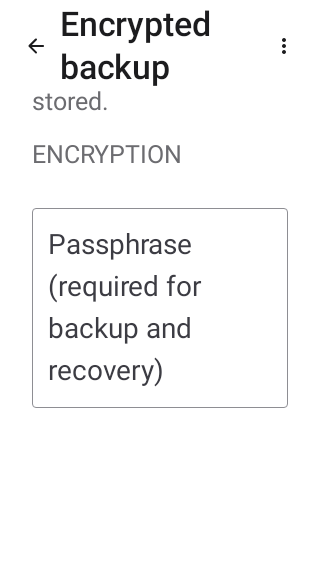 Encrypted
backup
stored.
ENCRYPTION
Passphrase
(required for
backup and
recovery)